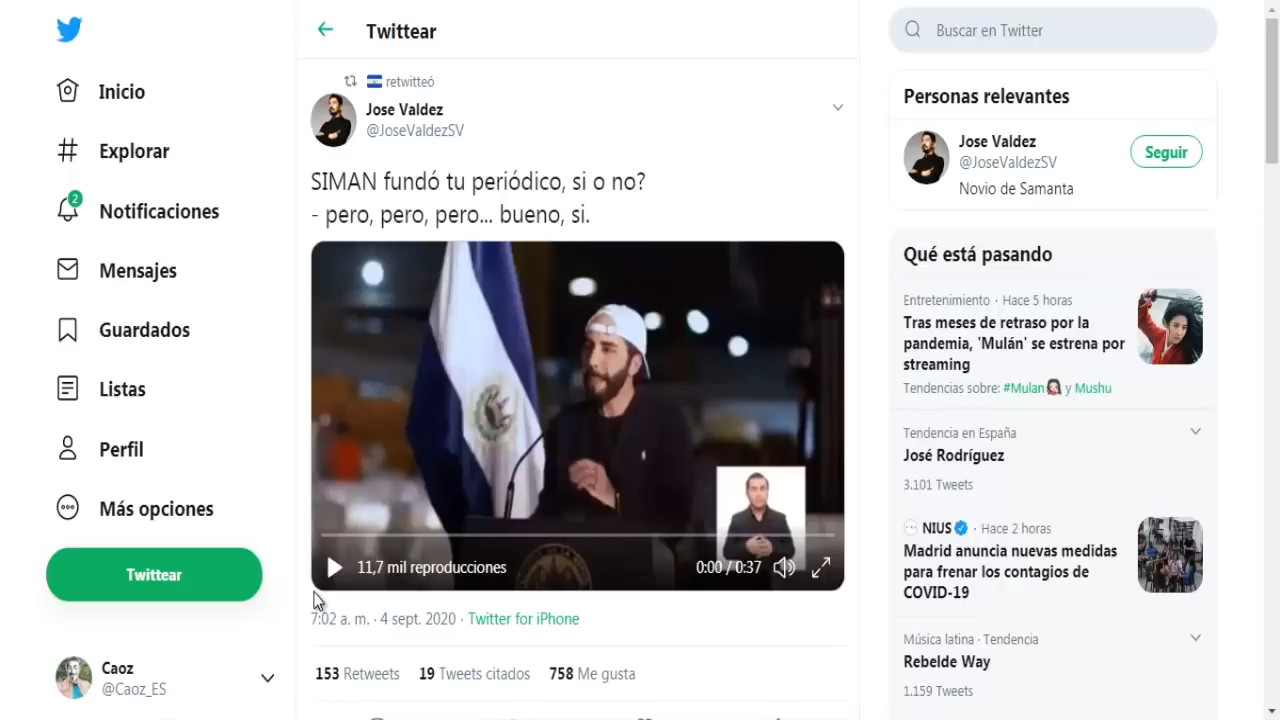 Inicio
Explorar
2
Notificaciones
Mensajes
Guardados
Listas
Perfil
Más opciones
Twittear
Caoz
@Caoz_ES
Twittear
retwitteó
Jose Valdez
@JoseValdezSV
SIMAN fundó tu periódico, si o no?
- pero, pero, pero... bueno, si.
11,7 mil reproducciones
0:00 / 0:37
7:02 a. m. · 4 sept. 2020 · Twitter for iPhone
153 Retweets 19 Tweets citados 758 Me gusta
Buscar en Twitter
Personas relevantes
Jose Valdez
@JoseValdezSV
Seguir
Novio de Samanta
Qué está pasando
Entretenimiento · Hace 5 horas
Tras meses de retraso por la
pandemia, 'Mulán' se estrena por
streaming
Tendencias sobre: #Mulan y Mushu
Tendencia en España
José Rodríguez
3.101 Tweets
NIUS · Hace 2 horas
Madrid anuncia nuevas medidas
para frenar los contagios de
COVID-19
Música latina · Tendencia
Rebelde Way
1.159 Tweets